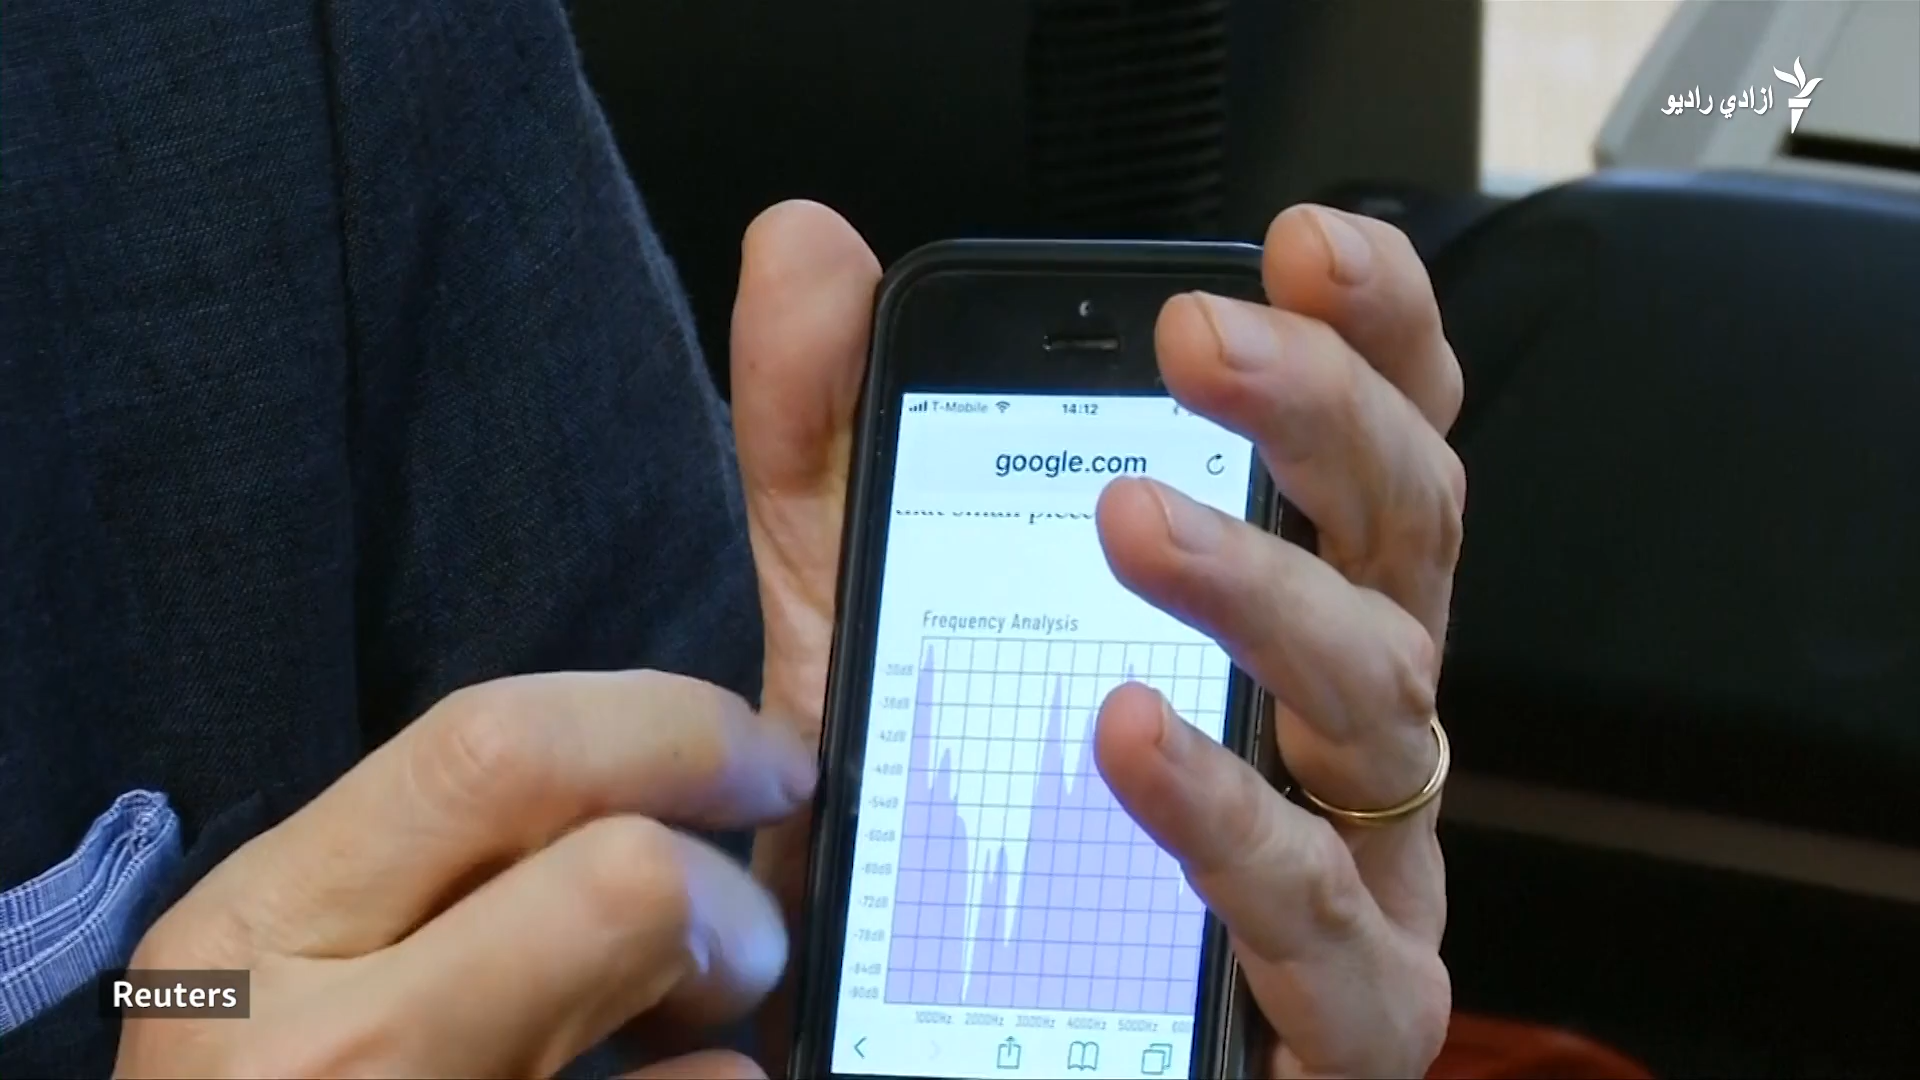 ازادي راديو
T-Mobile 14:12
google.com
Frequency Analysis
-36dB
-42dB
-48dB
-54dB
-60dB
-72dB
-78dB
-84dB
-90dB
1000Hz 2000Hz 3000Hz 4000Hz 5000Hz
Reuters